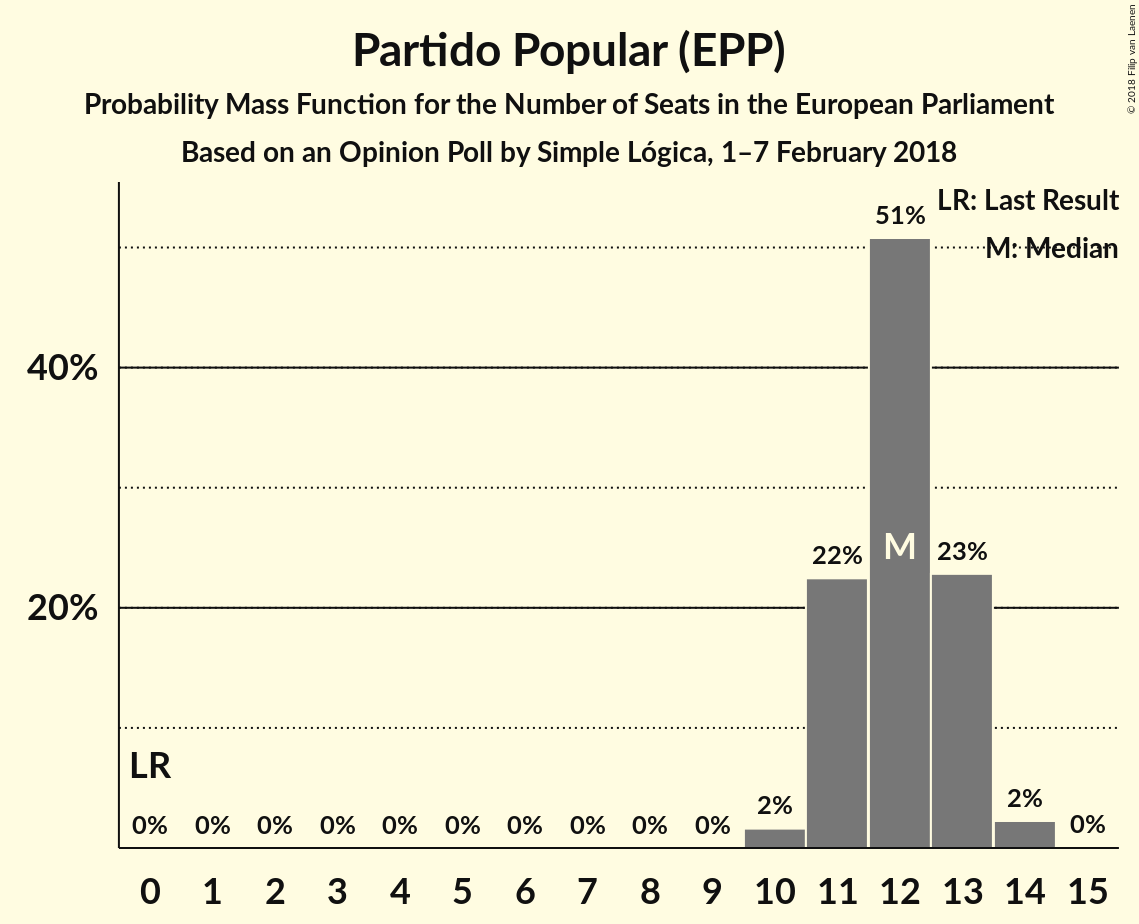 Partido Popular (EPP)
Probability Mass Function for the Number of Seats in the European Parliament
Based on an Opinion Poll by Simple Lógica, 1–7 February 2018
© 2018 Filip van Laenen
LR: Last Result
M: Median
51%
40%
22%
M
23%
20%
LR
0% 0% 0% 0% 0% 0% 0% 0% 0% 0% 2% 2% 0%
0 1 2 3 4 5 6 7 8 9 10 11 12 13 14 15